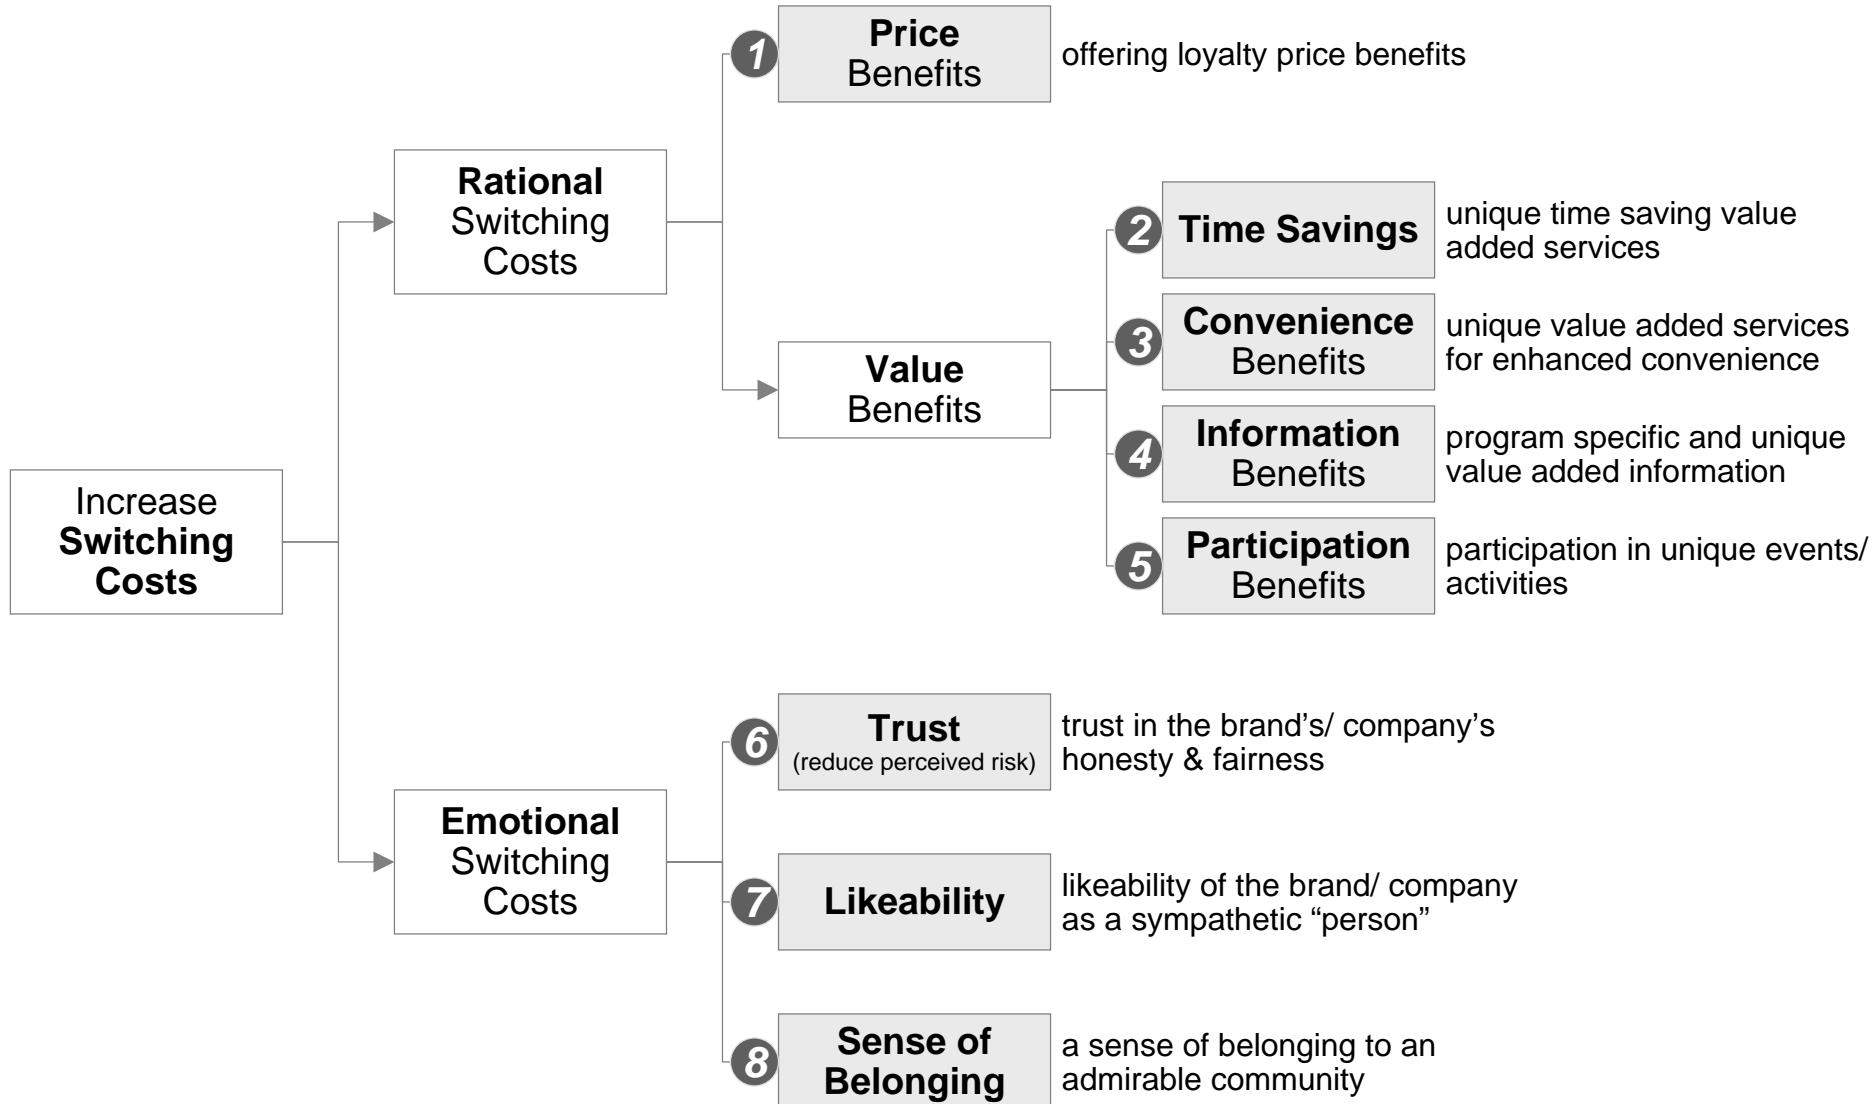 1
Price
Benefits
offering loyalty price benefits
Rational
Switching
Costs
2
Time Savings
unique time saving value
added services
3
Convenience
Benefits
unique value added services
for enhanced convenience
Value
Benefits
4
Information
Benefits
program specific and unique
value added information
Increase
Switching
Costs
5
Participation
Benefits
participation in unique events/
activities
6
Trust
(reduce perceived risk)
trust in the brand’s/ company’s
honesty & fairness
Emotional
Switching
Costs
7
Likeability
likeability of the brand/ company
as a sympathetic “person”
8
Sense of
Belonging
a sense of belonging to an
admirable community